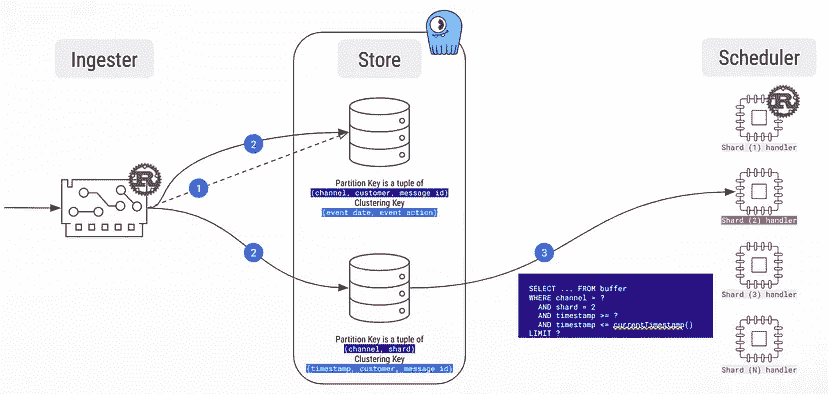 Ingester
Store
Scheduler
1
2
2
3
R
R
Partition Key is a tuple of
(channel, customer, message id)
Clustering Key
(event date, event action)
Partition Key is a tuple of
(channel, shard)
Clustering Key
(timestamp, customer, message id)
SELECT ... FROM buffer
WHERE channel = ?
AND shard = 2
AND timestamp >= ?
AND timestamp <= currentTimestamp()
LIMIT ?
Shard (1) handler
Shard (2) handler
Shard (3) handler
Shard (N) handler